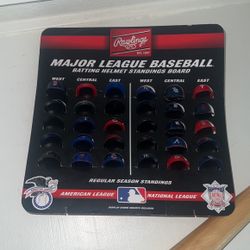 Rawlings
MAJOR LEAGUE BASEBALL
BATTING HELMET STANDINGS BOARD
WEST CENTRAL EAST WEST CENTRAL EAST
REGULAR SEASON STANDINGS
AMERICAN LEAGUE NATIONAL LEAGUE